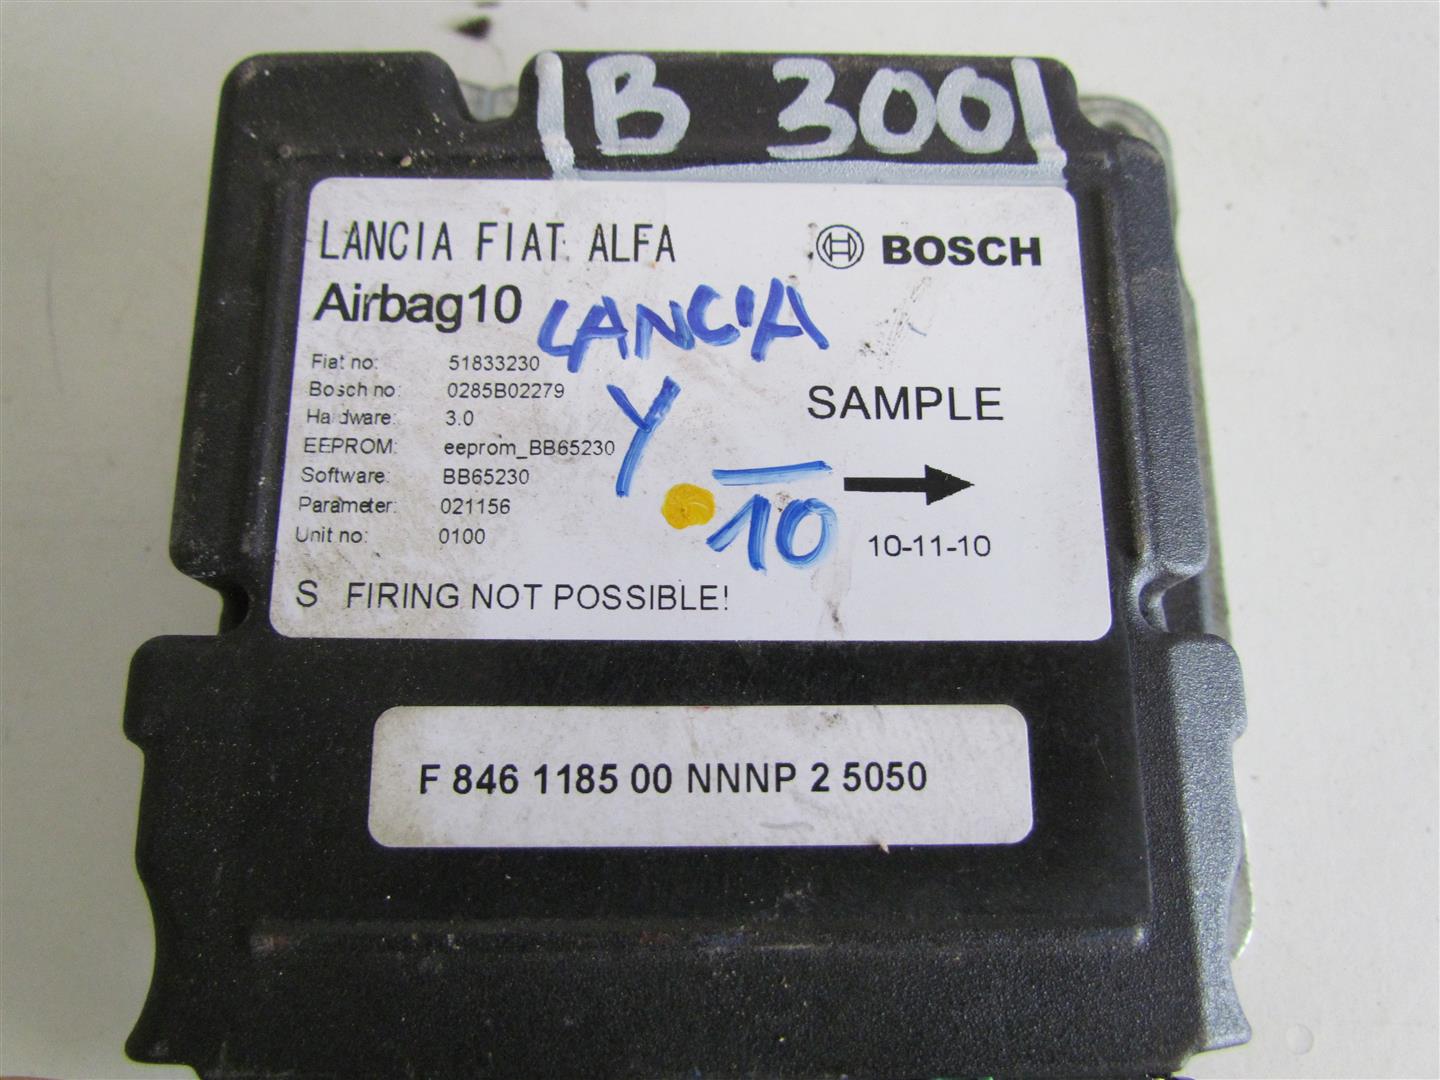 B 300
LANCIA FIAT ALFA
BOSCH
Airbag10
LANCIA
Y
10
Fiat no: 51833230
Bosch no: 0285B02279
Hardware: 3.0
EEPROM: eeprom_BB65230
Software: BB65230
Parameter: 021156
Unit no: 0100
SAMPLE
10-11-10
S FIRING NOT POSSIBLE!
F 846 1185 00 NNNP 2 5050